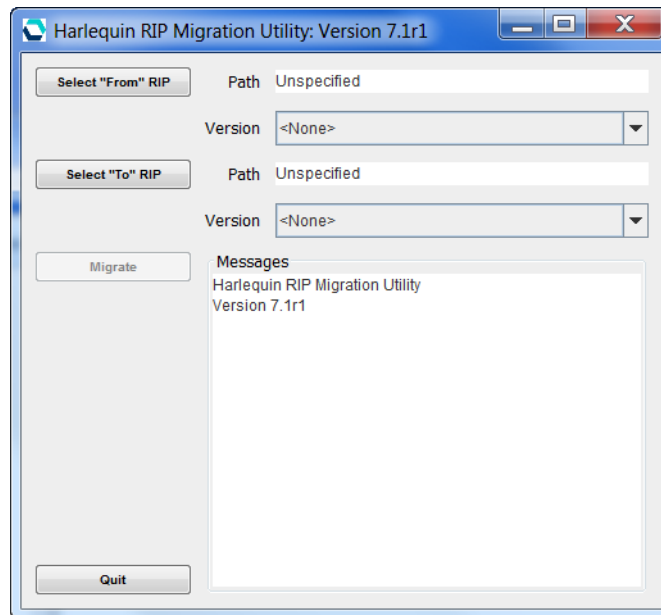 Harlequin RIP Migration Utility: Version 7.1r1
Select "From" RIP Path Unspecified
Version <None>
Select "To" RIP Path Unspecified
Version <None>
Migrate Messages
Harlequin RIP Migration Utility
Version 7.1r1
Quit